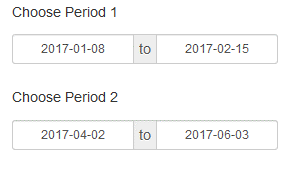 Choose Period 1
2017-01-08 to 2017-02-15
Choose Period 2
2017-04-02 to 2017-06-03